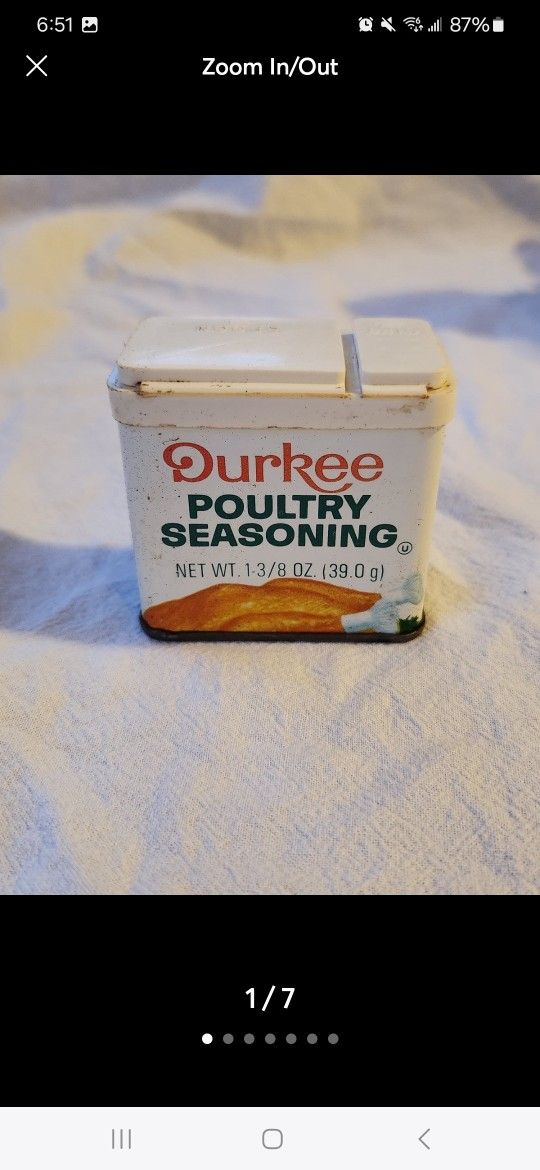 6:51 87%
Zoom In/Out
Durkee
POULTRY
SEASONING
U
NET WT. 1-3/8 OZ. (39.0 g)
1/7